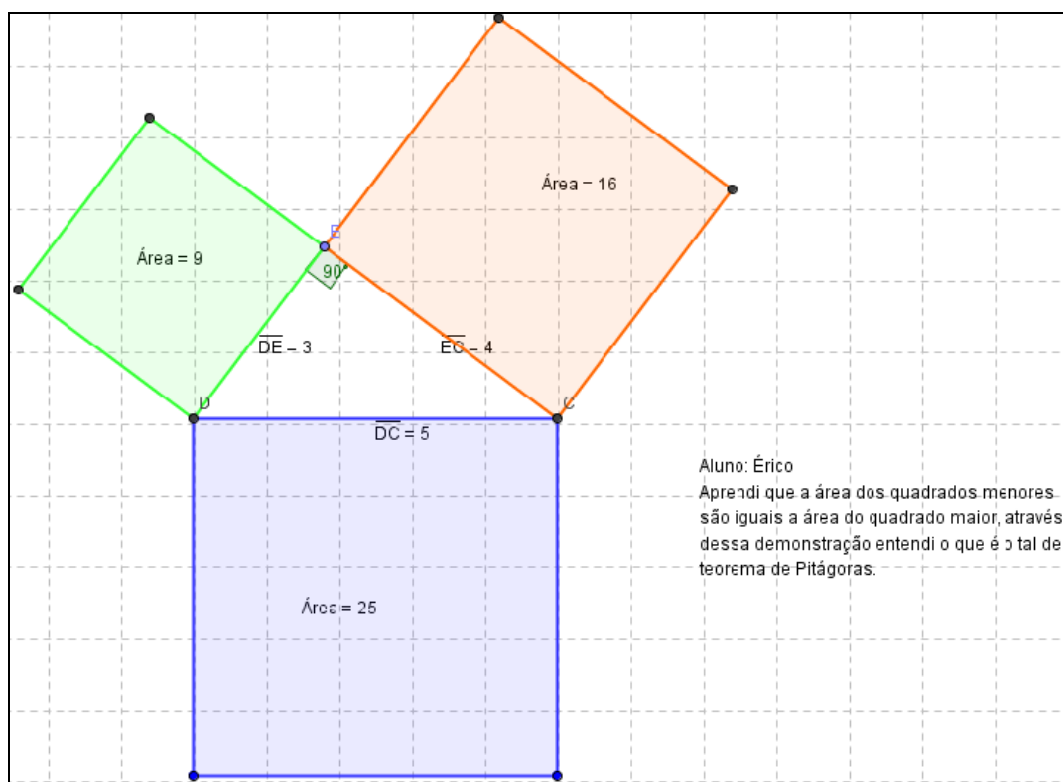 Área = 16
E
Área = 9
90°
DE = 3
EC = 4
D
C
DC = 5
Aluno: Érico
Aprendi que a área dos quadrados menores
são iguais a área do quadrado maior, através
dessa demonstração entendi o que é o tal de
teorema de Pitágoras.
Área = 25